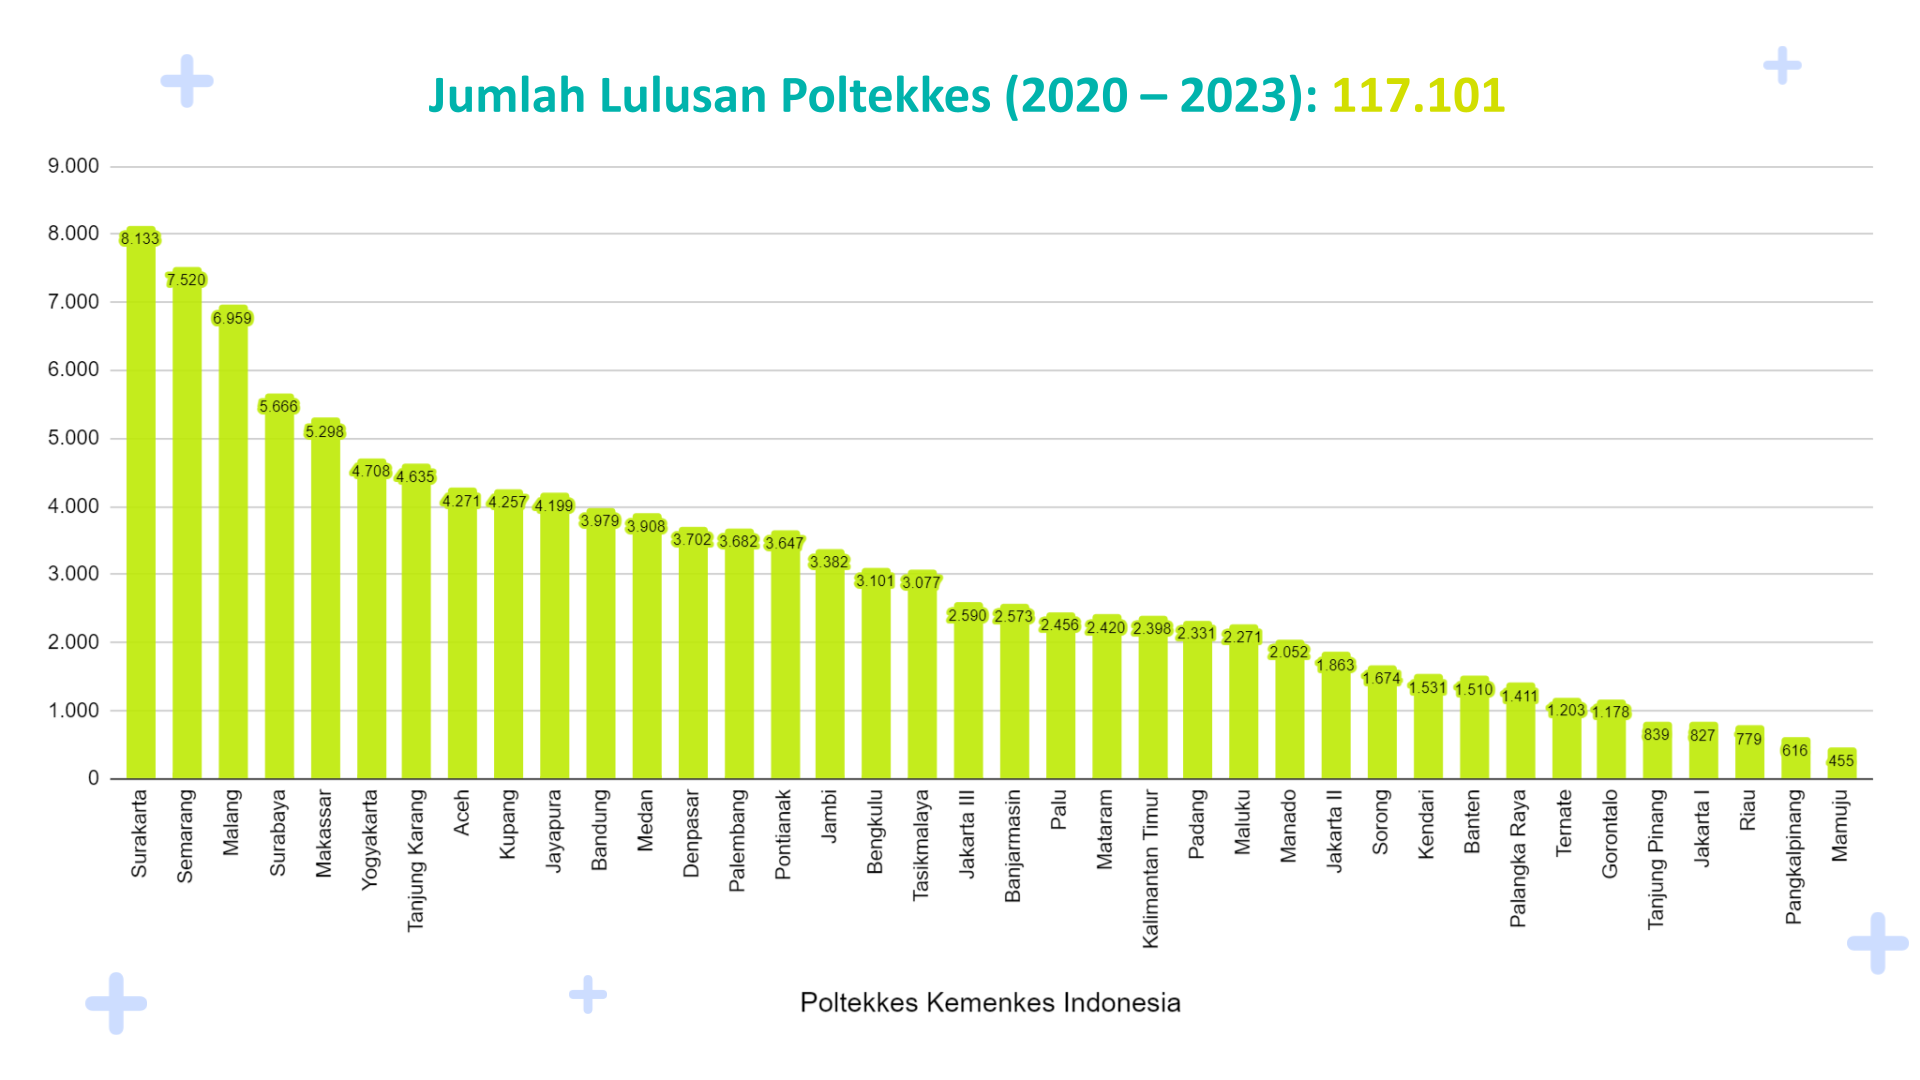 Jumlah Lulusan Poltekkes (2020 – 2023): 117.101
9.000
8.000
7.000
6.000
5.000
4.000
3.000
2.000
1.000
0
8.133
7.520
6.959
5.666
5.298
4.708
4.635
4.271
4.257
4.199
3.979
3.908
3.702
3.682
3.647
3.382
3.101
3.077
2.590
2.573
2.456
2.420
2.398
2.331
2.271
2.052
1.863
1.674
1.531
1.510
1.411
1.203
1.178
839
827
779
616
455
Surakarta
Semarang
Malang
Surabaya
Makassar
Yogyakarta
Tanjung Karang
Aceh
Kupang
Jayapura
Bandung
Medan
Denpasar
Palembang
Pontianak
Jambi
Bengkulu
Tasikmalaya
Jakarta III
Banjarmasin
Palu
Mataram
Kalimantan Timur
Padang
Maluku
Manado
Jakarta II
Sorong
Kendari
Banten
Palangka Raya
Ternate
Gorontalo
Tanjung Pinang
Jakarta I
Riau
Pangkalpinang
Mamuju
Poltekkes Kemenkes Indonesia